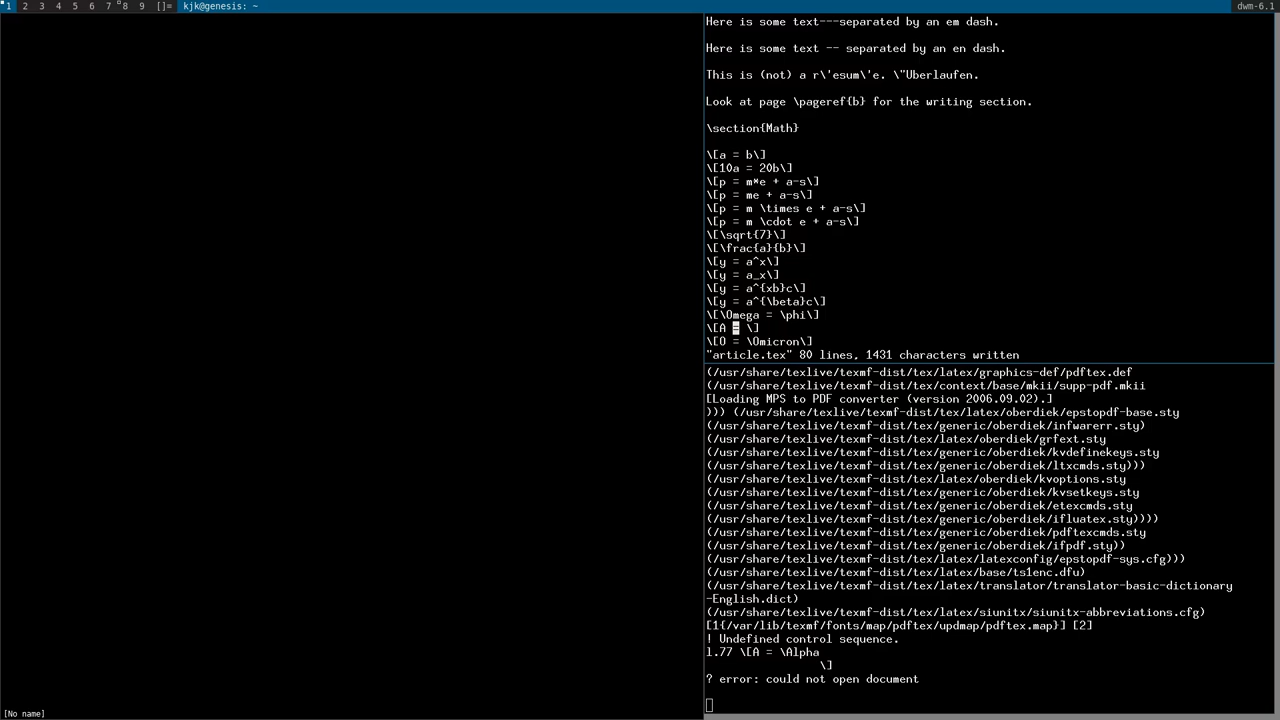 1 2 3 4 5 6 7 8 9 []= kjk@genesis: ~ dwm-6.1
Here is some text---separated by an em dash.
Here is some text -- separated by an en dash.
This is (not) a r\'esum\'e. \"Uberlaufen.
Look at page \pageref{b} for the writing section.
\section{Math}
\[a = b\]
\[10a = 20b\]
\[p = m*e + a-s\]
\[p = me + a-s\]
\[p = m \times e + a-s\]
\[p = m \cdot e + a-s\]
\[\sqrt{7}\]
\[\frac{a}{b}\]
\[y = a^x\]
\[y = a_x\]
\[y = a^{xb}c\]
\[y = a^{\beta}c\]
\[\Omega = \phi\]
\[A = \]
\[O = \Omicron\]
"article.tex" 80 lines, 1431 characters written
(/usr/share/texlive/texmf-dist/tex/latex/graphics-def/pdftex.def
(/usr/share/texlive/texmf-dist/tex/context/base/mkii/supp-pdf.mkii
[Loading MPS to PDF converter (version 2006.09.02).]
))) (/usr/share/texlive/texmf-dist/tex/latex/oberdiek/epstopdf-base.sty
(/usr/share/texlive/texmf-dist/tex/generic/oberdiek/infwarerr.sty)
(/usr/share/texlive/texmf-dist/tex/latex/oberdiek/grfext.sty
(/usr/share/texlive/texmf-dist/tex/generic/oberdiek/kvdefinekeys.sty
(/usr/share/texlive/texmf-dist/tex/generic/oberdiek/ltxcmds.sty)))
(/usr/share/texlive/texmf-dist/tex/latex/oberdiek/kvoptions.sty
(/usr/share/texlive/texmf-dist/tex/generic/oberdiek/kvsetkeys.sty
(/usr/share/texlive/texmf-dist/tex/generic/oberdiek/etexcmds.sty
(/usr/share/texlive/texmf-dist/tex/generic/oberdiek/ifluatex.sty))))
(/usr/share/texlive/texmf-dist/tex/generic/oberdiek/pdftexcmds.sty
(/usr/share/texlive/texmf-dist/tex/generic/oberdiek/ifpdf.sty))
(/usr/share/texlive/texmf-dist/tex/latex/latexconfig/epstopdf-sys.cfg)))
(/usr/share/texlive/texmf-dist/tex/latex/base/ts1enc.dfu)
(/usr/share/texlive/texmf-dist/tex/latex/translator/translator-basic-dictionary
-English.dict)
(/usr/share/texlive/texmf-dist/tex/latex/siunitx/siunitx-abbreviations.cfg)
[1{/var/lib/texmf/fonts/map/pdftex/updmap/pdftex.map}] [2]
! Undefined control sequence.
l.77 \[A = \Alpha
\]
? error: could not open document
[No name]